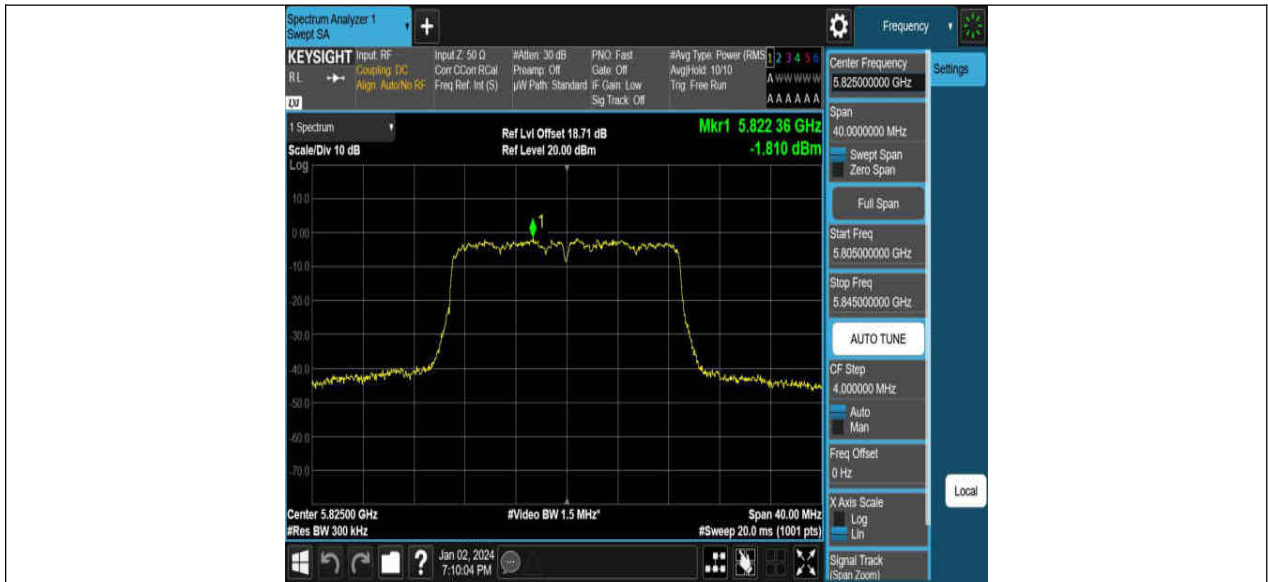 Spectrum Analyzer 1
Swept SA
+
Frequency
KEYSIGHT
RL
LXI
Input: RF
Coupling: DC
Align: Auto/No RF
Input Z: 50 Ω
Corr CCorr RCal
Freq Ref: Int (S)
#Atten: 30 dB
Preamp: Off
µW Path: Standard
PNO: Fast
Gate: Off
IF Gain: Low
Sig Track: Off
#Avg Type: Power (RMS
Avg|Hold: 10/10
Trig: Free Run
1 2 3 4 5 6
A W W W W W
A A A A A A
1 Spectrum
Scale/Div 10 dB
Log
Ref Lvl Offset 18.71 dB
Ref Level 20.00 dBm
Mkr1 5.822 36 GHz
-1.810 dBm
10.0
0.00
-10.0
-20.0
-30.0
-40.0
-50.0
-60.0
-70.0
1
Center 5.82500 GHz
#Res BW 300 kHz
#Video BW 1.5 MHz*
Span 40.00 MHz
#Sweep 20.0 ms (1001 pts)
?
Jan 02, 2024
7:10:04 PM
Center Frequency
5.825000000 GHz
Settings
Span
40.0000000 MHz
Swept Span
Zero Span
Full Span
Start Freq
5.805000000 GHz
Stop Freq
5.845000000 GHz
AUTO TUNE
CF Step
4.000000 MHz
Auto
Man
Freq Offset
0 Hz
X Axis Scale
Log
Lin
Local
Signal Track
(Span Zoom)